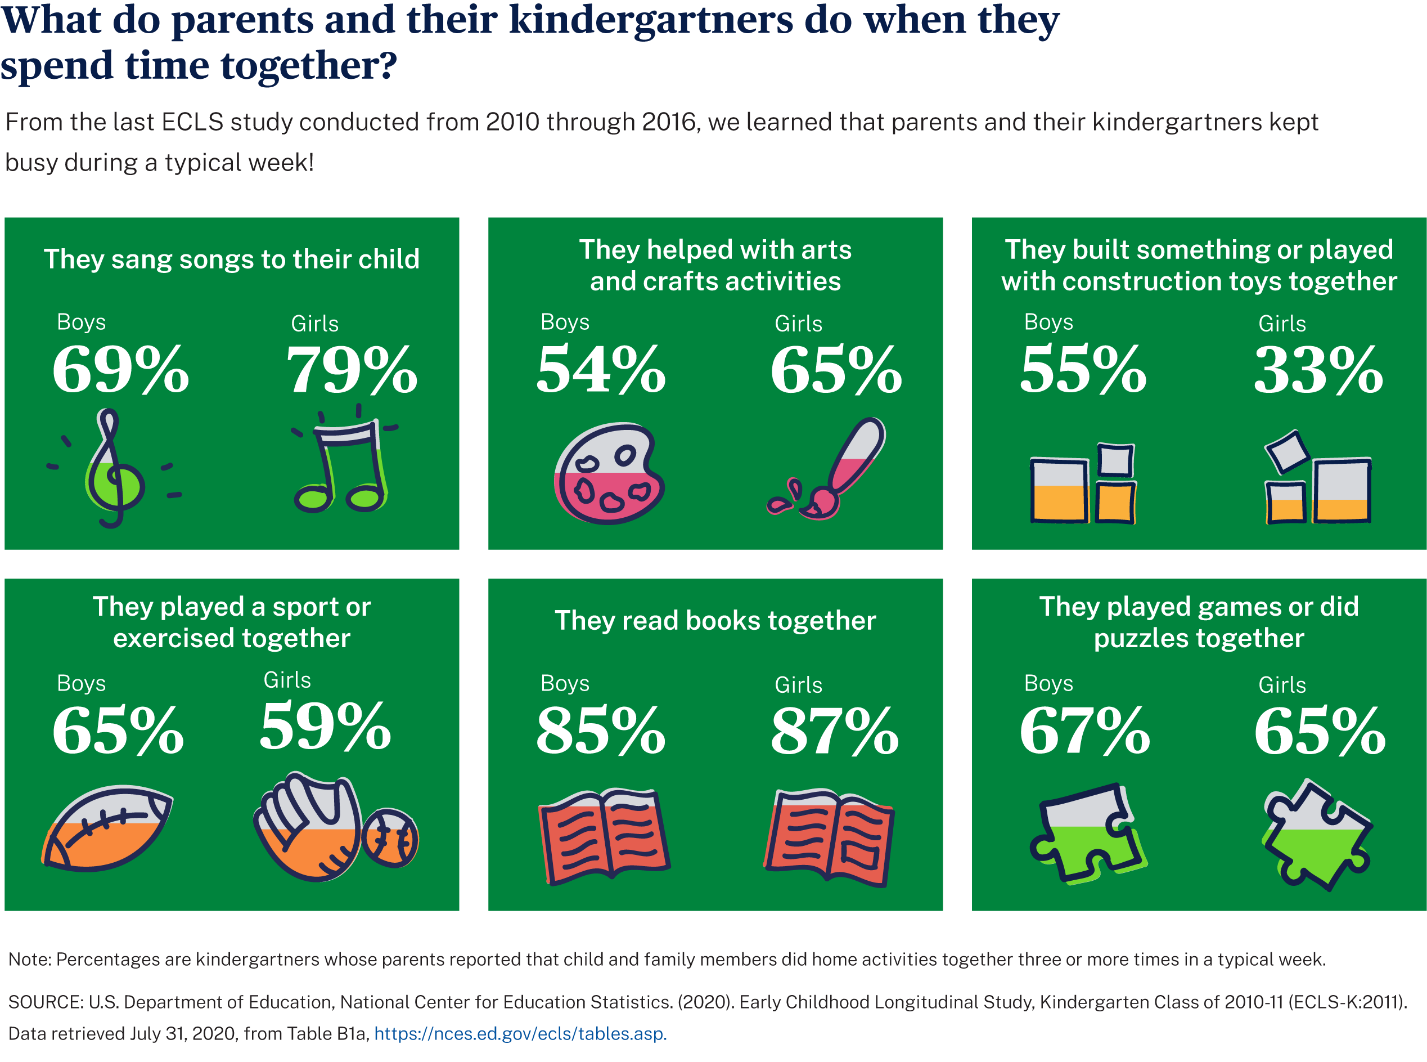 What do parents and their kindergartners do when they
spend time together?
From the last ECLS study conducted from 2010 through 2016, we learned that parents and their kindergartners kept
busy during a typical week!
They sang songs to their child
Boys
69%
Girls
79%
They helped with arts
and crafts activities
Boys
54%
Girls
65%
They built something or played
with construction toys together
Boys
55%
Girls
33%
They played a sport or
exercised together
Boys
65%
Girls
59%
They read books together
Boys
85%
Girls
87%
They played games or did
puzzles together
Boys
67%
Girls
65%
Note: Percentages are kindergartners whose parents reported that child and family members did home activities together three or more times in a typical week.
SOURCE: U.S. Department of Education, National Center for Education Statistics. (2020). Early Childhood Longitudinal Study, Kindergarten Class of 2010-11 (ECLS-K:2011).
Data retrieved July 31, 2020, from Table B1a, https://nces.ed.gov/ecls/tables.asp.